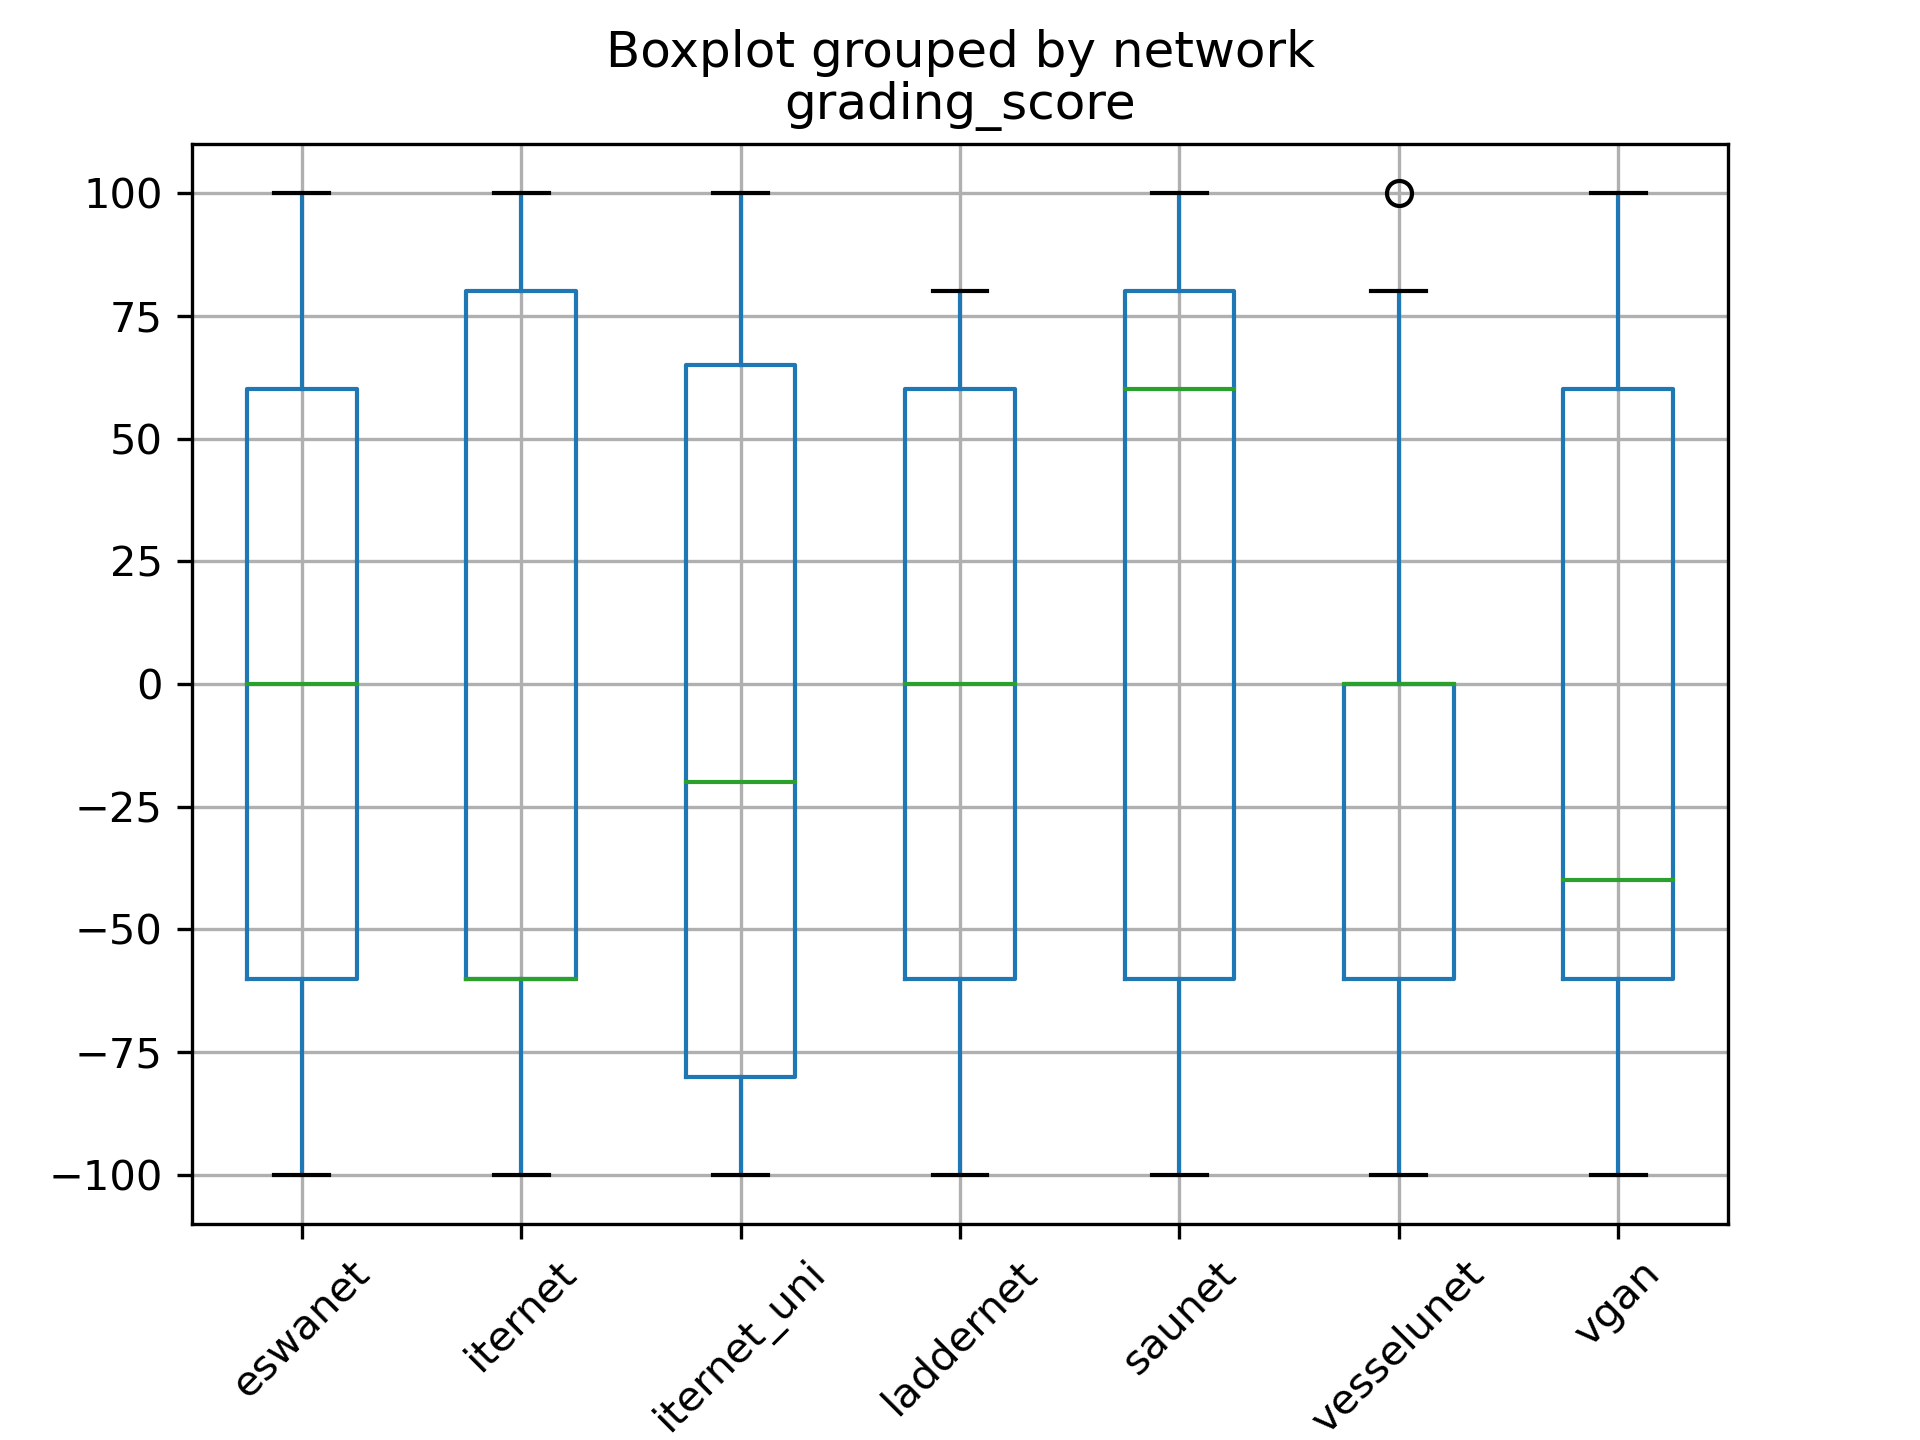 Boxplot grouped by network
grading_score
100
75
50
25
0
−25
−50
−75
−100
eswanet
iternet
iternet_uni
laddernet
saunet
vesselunet
vgan